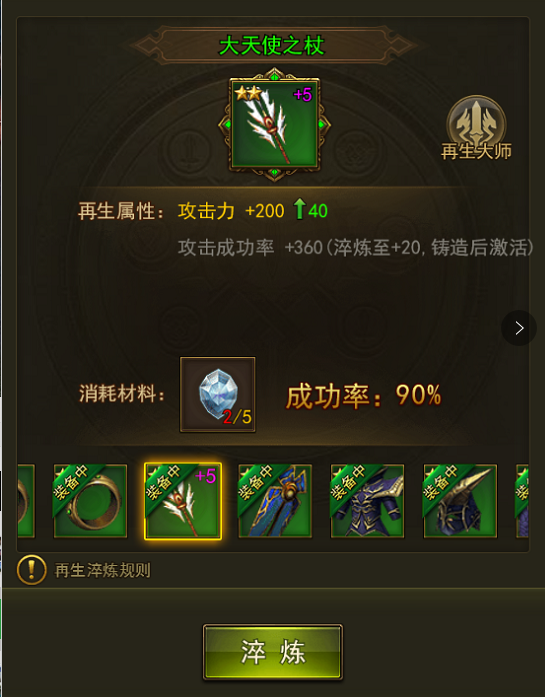 大天使之杖
+5
再生大师
再生属性：攻击力 +200 40
攻击成功率 +360(淬炼至+20,铸造后激活)
消耗材料：
2/5
成功率：90%
装备中
装备中
+5
装备中
装备中
装备中
再生淬炼规则
淬 炼